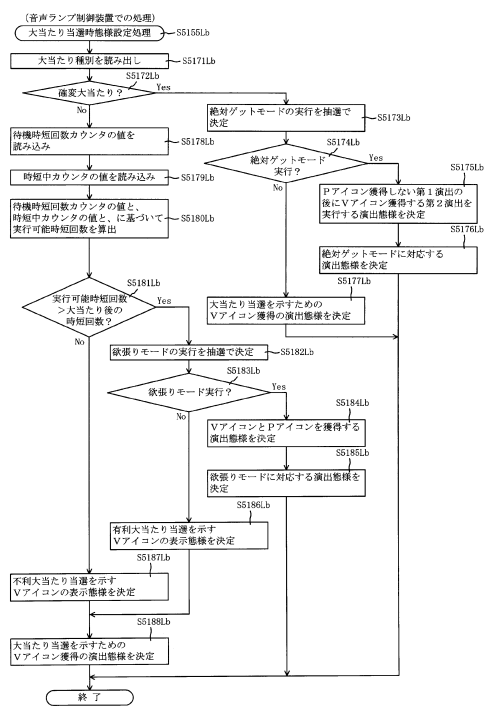 (音声ランプ制御装置での処理)
大当たり当選時態様設定処理
S5155Lb
大当たり種別を読み出し
S5171Lb
S5172Lb
確変大当たり？
Yes
No
絶対ゲットモードの実行を抽選で
決定
S5173Lb
待機時短回数カウンタの値を
読み込み
S5178Lb
S5174Lb
絶対ゲットモード
実行？
Yes
No
S5175Lb
Pアイコン獲得しない第1演出の
後にVアイコン獲得する第2演出を
実行する演出態様を決定
時短中カウンタの値を読み込み
S5179Lb
待機時短回数カウンタの値と、
時短中カウンタの値と、に基づいて
実行可能時短回数を算出
S5180Lb
S5176Lb
絶対ゲットモードに対応する
演出態様を決定
S5177Lb
大当たり当選を示すための
Vアイコン獲得の演出態様を決定
S5181Lb
実行可能時短回数
＞大当たり後の
時短回数？
Yes
No
欲張りモードの実行を抽選で決定
S5182Lb
S5183Lb
欲張りモード実行？
Yes
No
S5184Lb
VアイコンとPアイコンを獲得する
演出態様を決定
S5185Lb
欲張りモードに対応する演出態様を
決定
S5186Lb
有利大当たり当選を示す
Vアイコンの表示態様を決定
S5187Lb
不利大当たり当選を示す
Vアイコンの表示態様を決定
S5188Lb
大当たり当選を示すための
Vアイコン獲得の演出態様を決定
終了